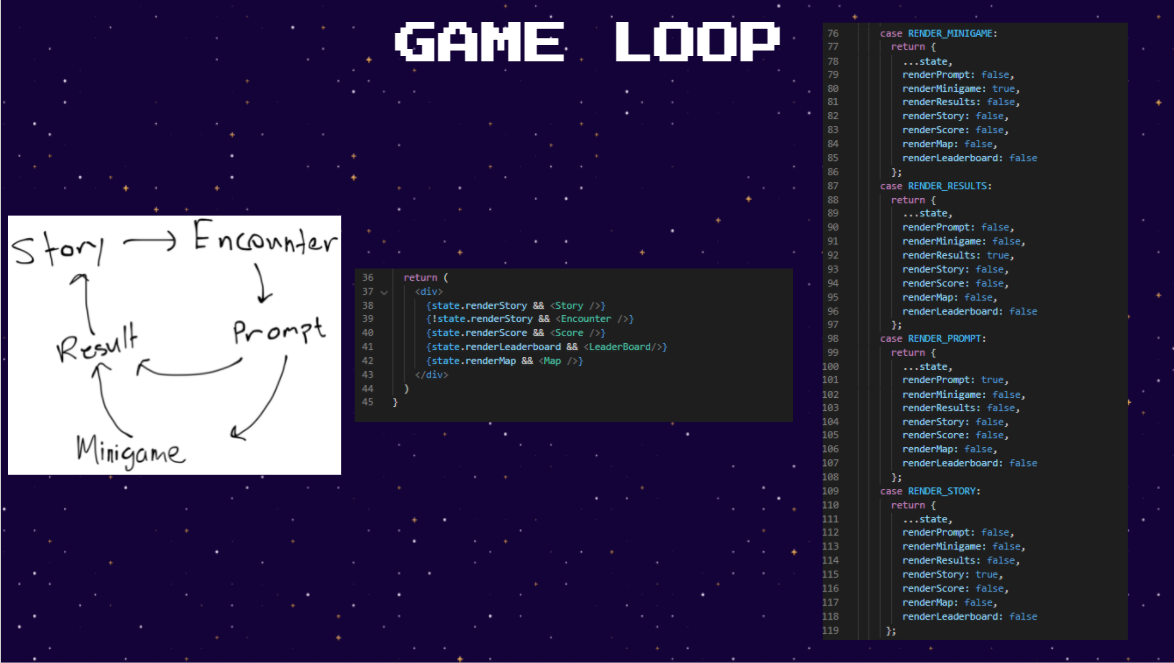 GAME LOOP
Story
Encounter
Prompt
Result
Minigame
36 return (
37 <div>
38 {state.renderStory && <Story />}
39 {!state.renderStory && <Encounter />}
40 {state.renderScore && <Score />}
41 {state.renderLeaderboard && <LeaderBoard/>}
42 {state.renderMap && <Map />}
43 </div>
44 )
45 }
76 case RENDER_MINIGAME:
77 return {
78 ...state,
79 renderPrompt: false,
80 renderMinigame: true,
81 renderResults: false,
82 renderStory: false,
83 renderScore: false,
84 renderMap: false,
85 renderLeaderboard: false
86 };
87 case RENDER_RESULTS:
88 return {
89 ...state,
90 renderPrompt: false,
91 renderMinigame: false,
92 renderResults: true,
93 renderStory: false,
94 renderScore: false,
95 renderMap: false,
96 renderLeaderboard: false
97 };
98 case RENDER_PROMPT:
99 return {
100 ...state,
101 renderPrompt: true,
102 renderMinigame: false,
103 renderResults: false,
104 renderStory: false,
105 renderScore: false,
106 renderMap: false,
107 renderLeaderboard: false
108 };
109 case RENDER_STORY:
110 return {
111 ...state,
112 renderPrompt: false,
113 renderMinigame: false,
114 renderResults: false,
115 renderStory: true,
116 renderScore: false,
117 renderMap: false,
118 renderLeaderboard: false
119 };